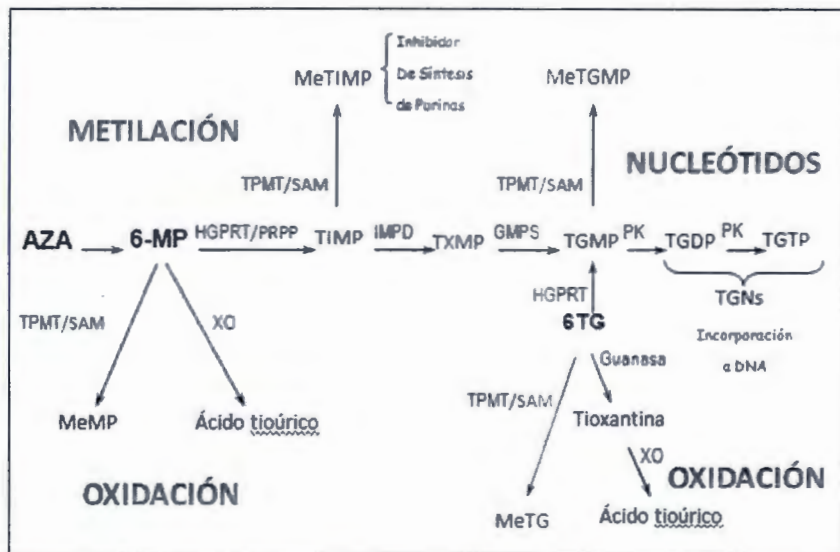 Inhibidor
MeTIMP
De Síntesis
MeTGMP
de Purinas
METILACIÓN
NUCLEÓTIDOS
TPMT/SAM
TPMT/SAM
AZA
6-MP
HGPRT/PRPP
TIMP
IMPD
TXMP
GMPS
TGMP
PK
TGDP
PK
TGTP
HGPRT
TGNs
TPMT/SAM
XO
6TG
Incorporación
Guanasa
a DNA
TPMT/SAM
MeMP
Ácido tioúrico
Tioxantina
XO
OXIDACIÓN
OXIDACIÓN
MeTG
Ácido tioúrico